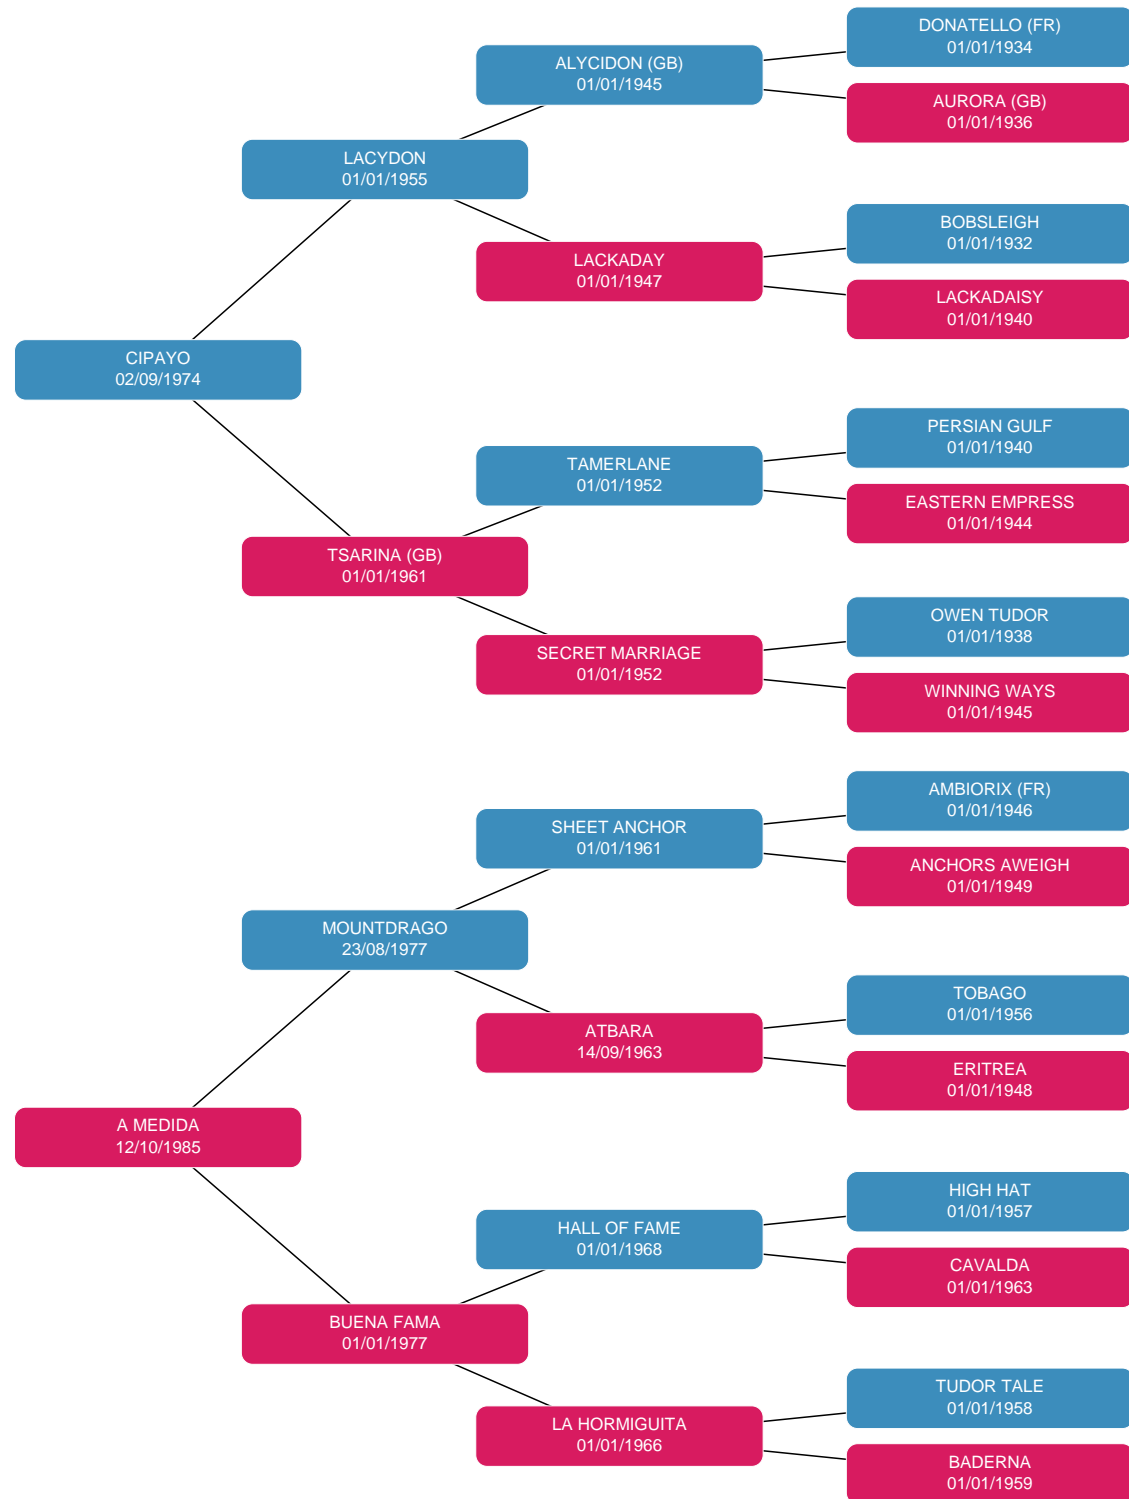 DONATELLO (FR)
01/01/1934
ALYCIDON (GB)
01/01/1945
AURORA (GB)
01/01/1936
LACYDON
01/01/1955
BOBSLEIGH
01/01/1932
LACKADAY
01/01/1947
LACKADAISY
01/01/1940
CIPAYO
02/09/1974
PERSIAN GULF
01/01/1940
TAMERLANE
01/01/1952
EASTERN EMPRESS
01/01/1944
TSARINA (GB)
01/01/1961
OWEN TUDOR
01/01/1938
SECRET MARRIAGE
01/01/1952
WINNING WAYS
01/01/1945
AMBIORIX (FR)
01/01/1946
SHEET ANCHOR
01/01/1961
ANCHORS AWEIGH
01/01/1949
MOUNTDRAGO
23/08/1977
TOBAGO
01/01/1956
ATBARA
14/09/1963
ERITREA
01/01/1948
A MEDIDA
12/10/1985
HIGH HAT
01/01/1957
HALL OF FAME
01/01/1968
CAVALDA
01/01/1963
BUENA FAMA
01/01/1977
TUDOR TALE
01/01/1958
LA HORMIGUITA
01/01/1966
BADERNA
01/01/1959